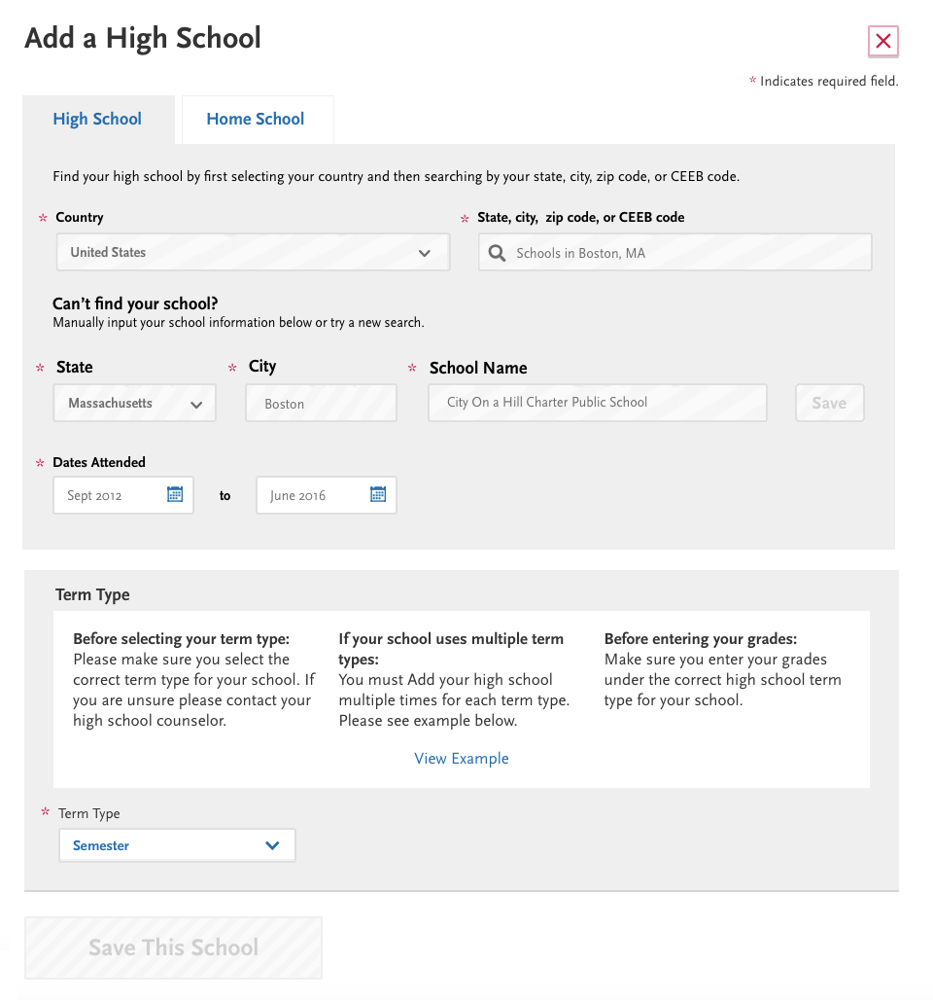 Add a High School
* Indicates required field.
High School
Home School
Find your high school by first selecting your country and then searching by your state, city, zip code, or CEEB code.
* Country
* State, city, zip code, or CEEB code
United States
Schools in Boston, MA
Can't find your school?
Manually input your school information below or try a new search.
* State
* City
* School Name
Massachusetts
Boston
City On a Hill Charter Public School
Save
* Dates Attended
Sept 2012
to
June 2016
Term Type
Before selecting your term type:
Please make sure you select the
correct term type for your school. If
you are unsure please contact your
high school counselor.
If your school uses multiple term
types:
You must Add your high school
multiple times for each term type.
Please see example below.
Before entering your grades:
Make sure you enter your grades
under the correct high school term
type for your school.
View Example
* Term Type
Semester
Save This School